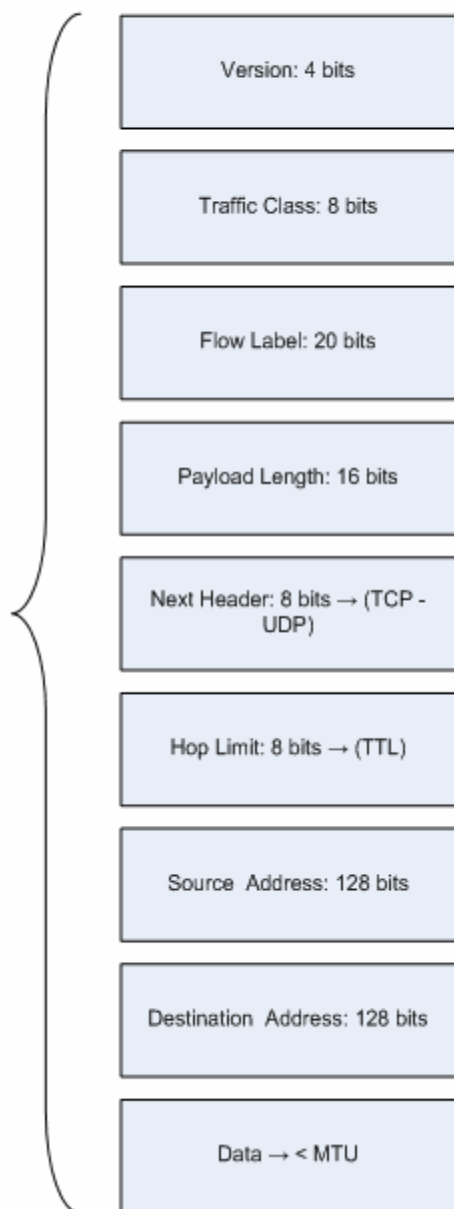 Version: 4 bits
Traffic Class: 8 bits
Flow Label: 20 bits
Payload Length: 16 bits
Next Header: 8 bits → (TCP -
UDP)
Hop Limit: 8 bits → (TTL)
Source Address: 128 bits
Destination Address: 128 bits
Data → < MTU